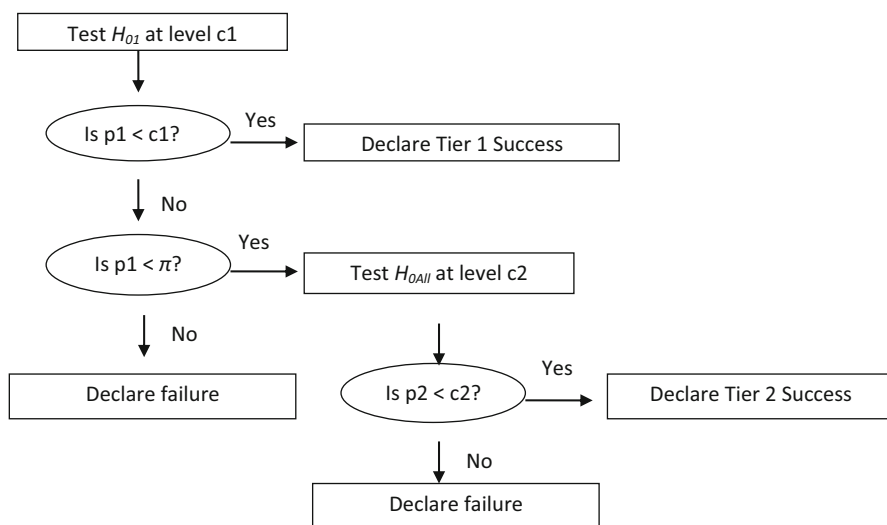 Test H01 at level c1
Is p1 < c1?
Yes
Declare Tier 1 Success
No
Is p1 < π?
Yes
Test H0All at level c2
No
Declare failure
Is p2 < c2?
Yes
Declare Tier 2 Success
No
Declare failure